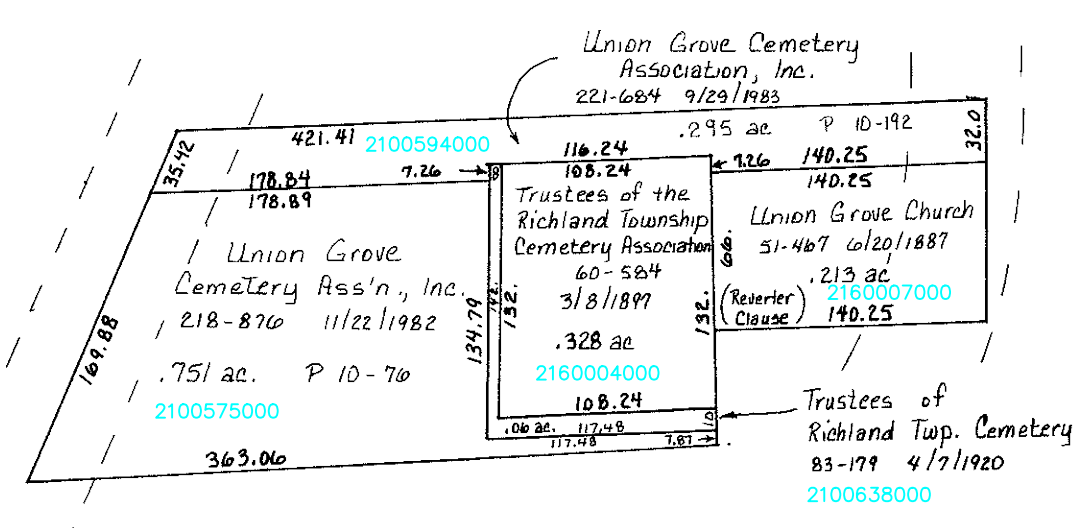 Union Grove Cemetery
Association, Inc.
221-684 9/29/1983
.295 ac P 10-192
32.0
421.41
2100594000
35.42
116.24
108.24
7.26
8
7.26
140.25
140.25
178.84
178.89
Trustees of the
Richland Township
Cemetery Association
60-584
3/8/1897
.328 ac
2160004000
108.24
132.
142.
134.79
132.
66.
Union Grove Church
51-467 6/20/1887
.213 ac
2160007000
(Reverter
Clause)
140.25
Union Grove
Cemetery Ass'n., Inc.
218-876 11/22/1982
.751 ac. P 10-76
2100575000
169.88
363.06
.06 ac. 117.48
117.48
7.87
10
Trustees of
Richland Twp. Cemetery
83-179 4/7/1920
2100638000